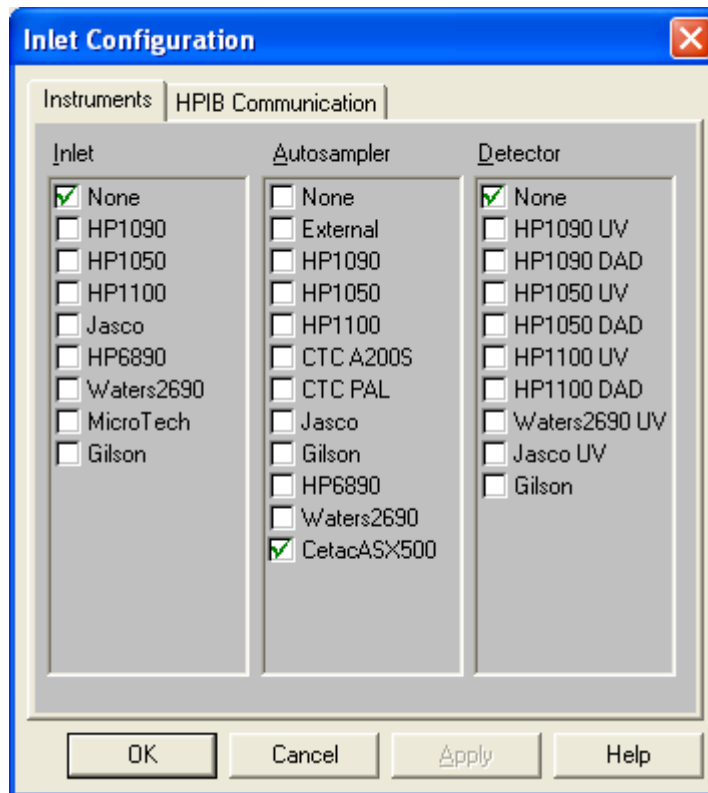 Inlet Configuration
Instruments
HPIB Communication
Inlet
None
HP1090
HP1050
HP1100
Jasco
HP6890
Waters2690
MicroTech
Gilson
Autosampler
None
External
HP1090
HP1050
HP1100
CTC A200S
CTC PAL
Jasco
Gilson
HP6890
Waters2690
CetacASX500
Detector
None
HP1090 UV
HP1090 DAD
HP1050 UV
HP1050 DAD
HP1100 UV
HP1100 DAD
Waters2690 UV
Jasco UV
Gilson
OK
Cancel
Apply
Help